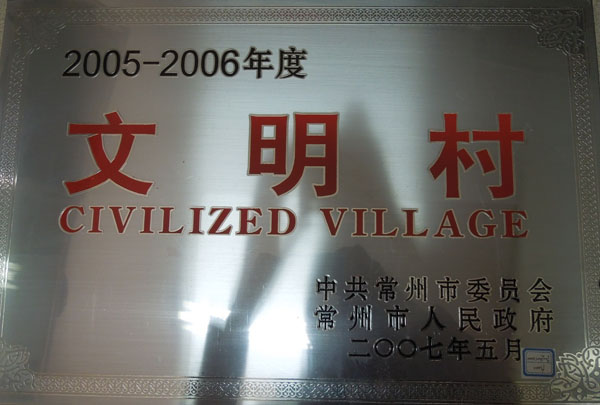 2005-2006年度
文明村
CIVILIZED VILLAGE
中共常州市委员会
常州市人民政府
二〇〇七年五月